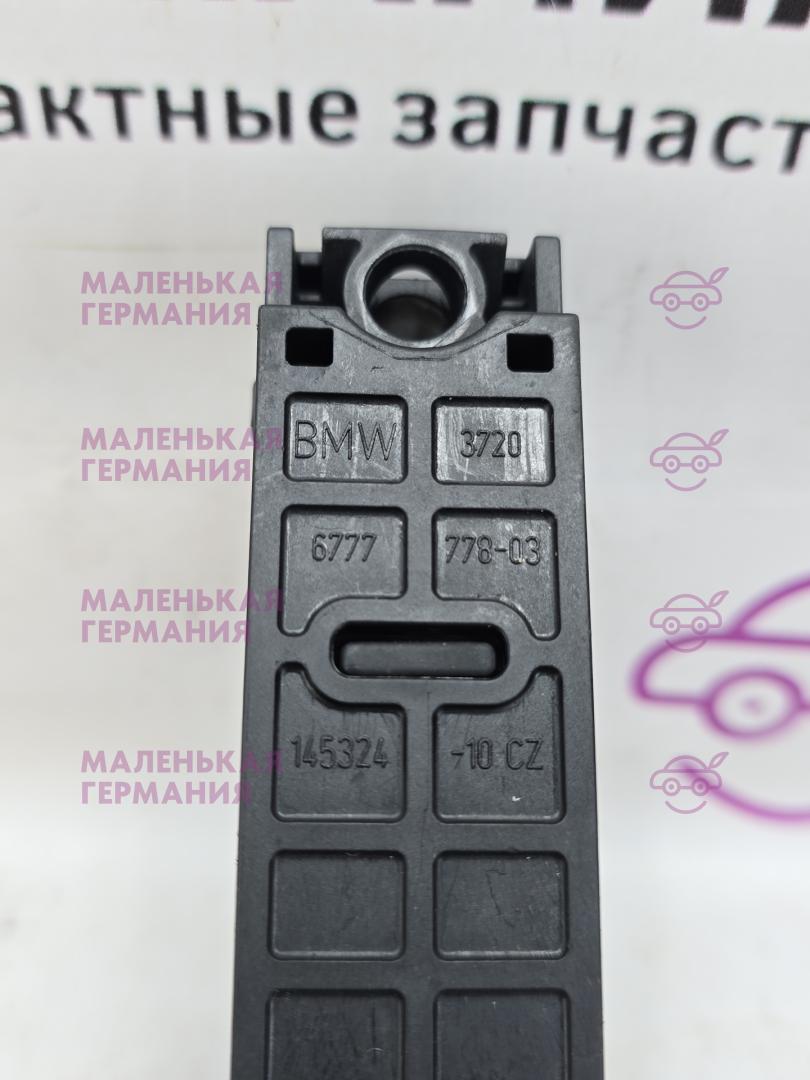 актные запчаст
МАЛЕНЬКАЯ
ГЕРМАНИЯ
BMW 3720
МАЛЕНЬКАЯ
ГЕРМАНИЯ
6777 778-03
МАЛЕНЬКАЯ
ГЕРМАНИЯ
145324 -10 CZ
МАЛЕНЬКАЯ
ГЕРМАНИЯ